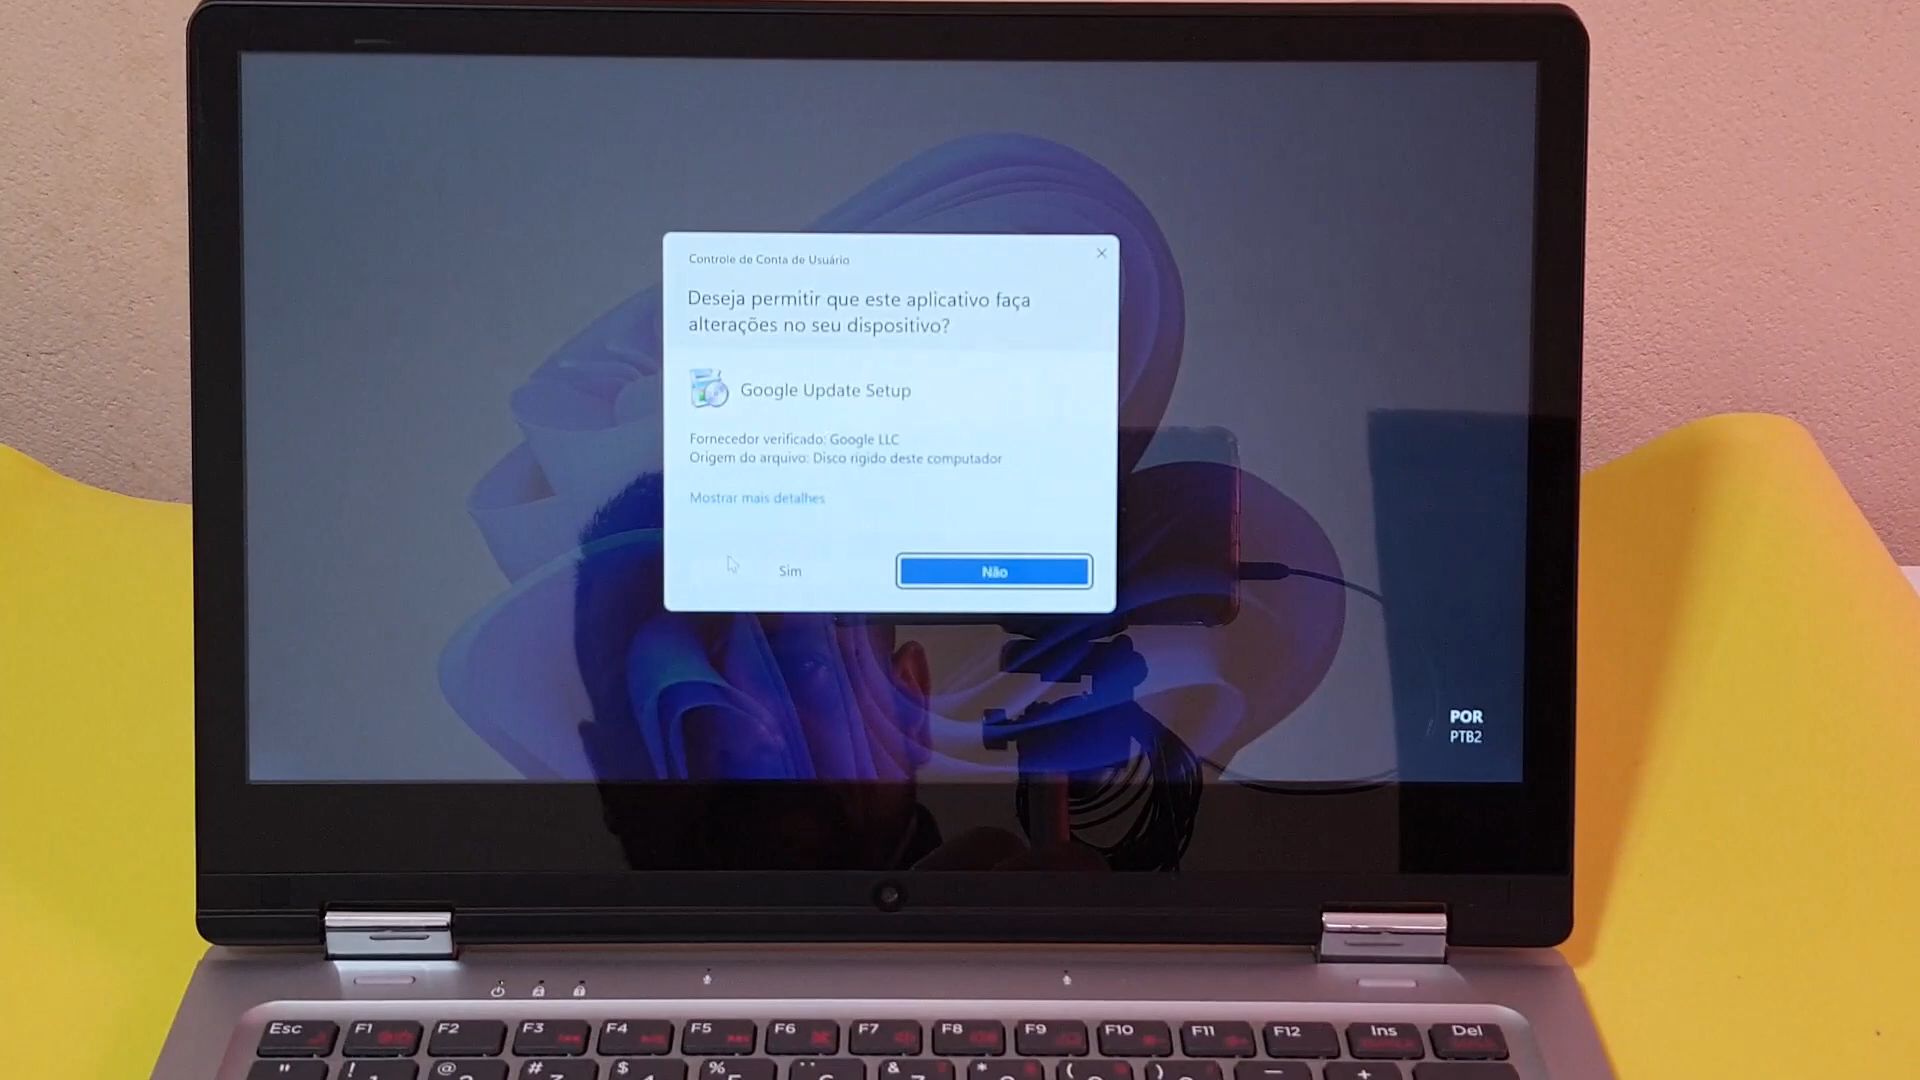 Controle de Conta de Usuário
Deseja permitir que este aplicativo faça
alterações no seu dispositivo?
Google Update Setup
Fornecedor verificado: Google LLC
Origem do arquivo: Disco rígido deste computador
Mostrar mais detalhes
Sim
Não
POR
PTB2
Esc F1 F2 F3 F4 F5 F6 F7 F8 F9 F10 F11 F12 Ins Del
" ! @ # $ % ¨ & * ( ) — +